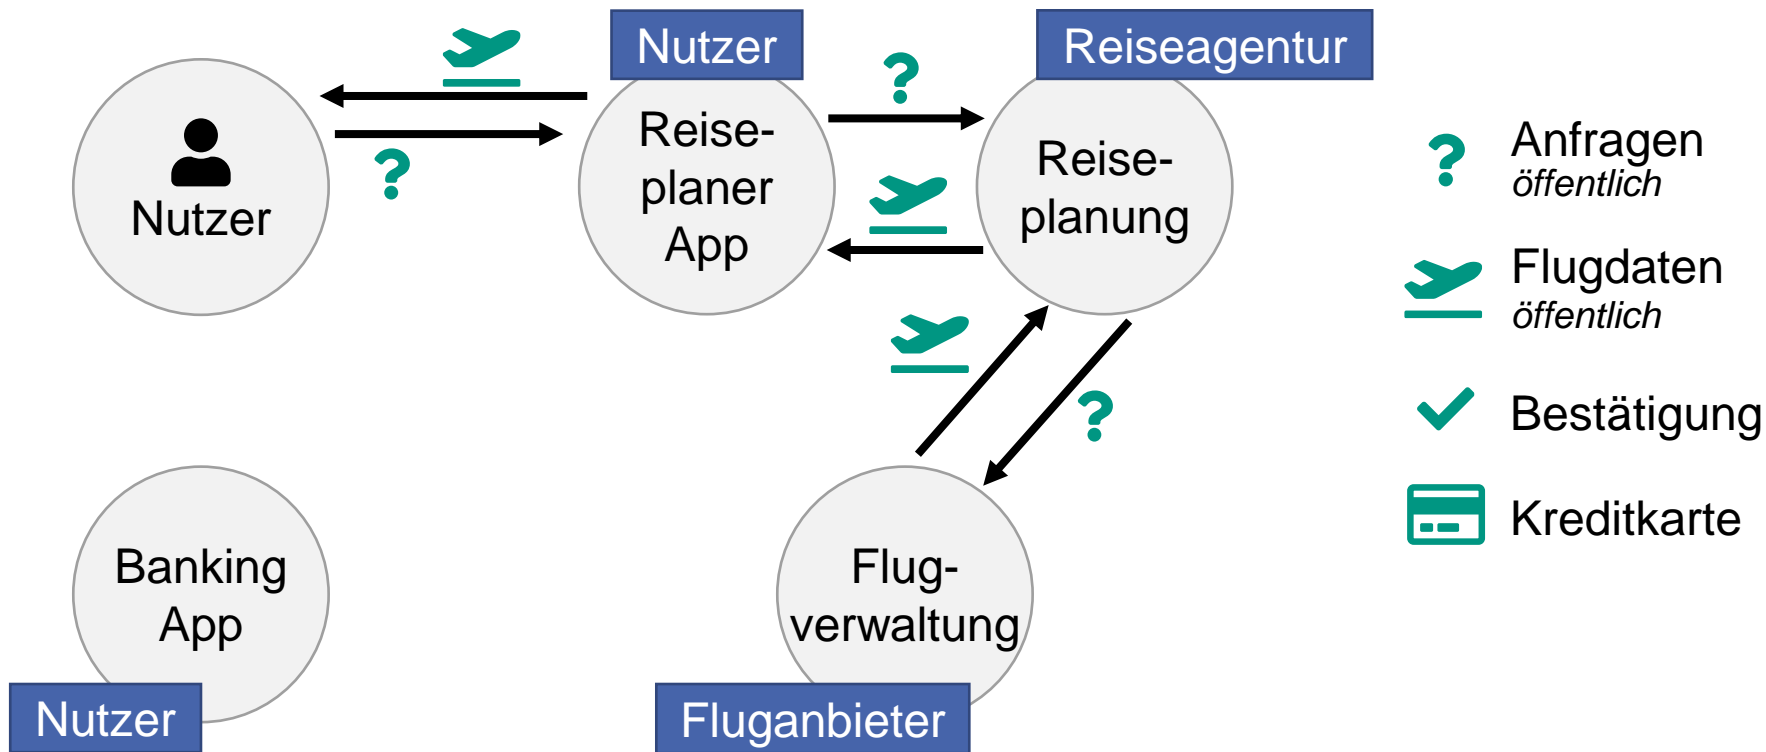 Nutzer
Reiseagentur
Nutzer
Reise-
planer
App
Reise-
planung
Anfragen
öffentlich
Flugdaten
öffentlich
Bestätigung
Kreditkarte
Banking
App
Nutzer
Flug-
verwaltung
Fluganbieter